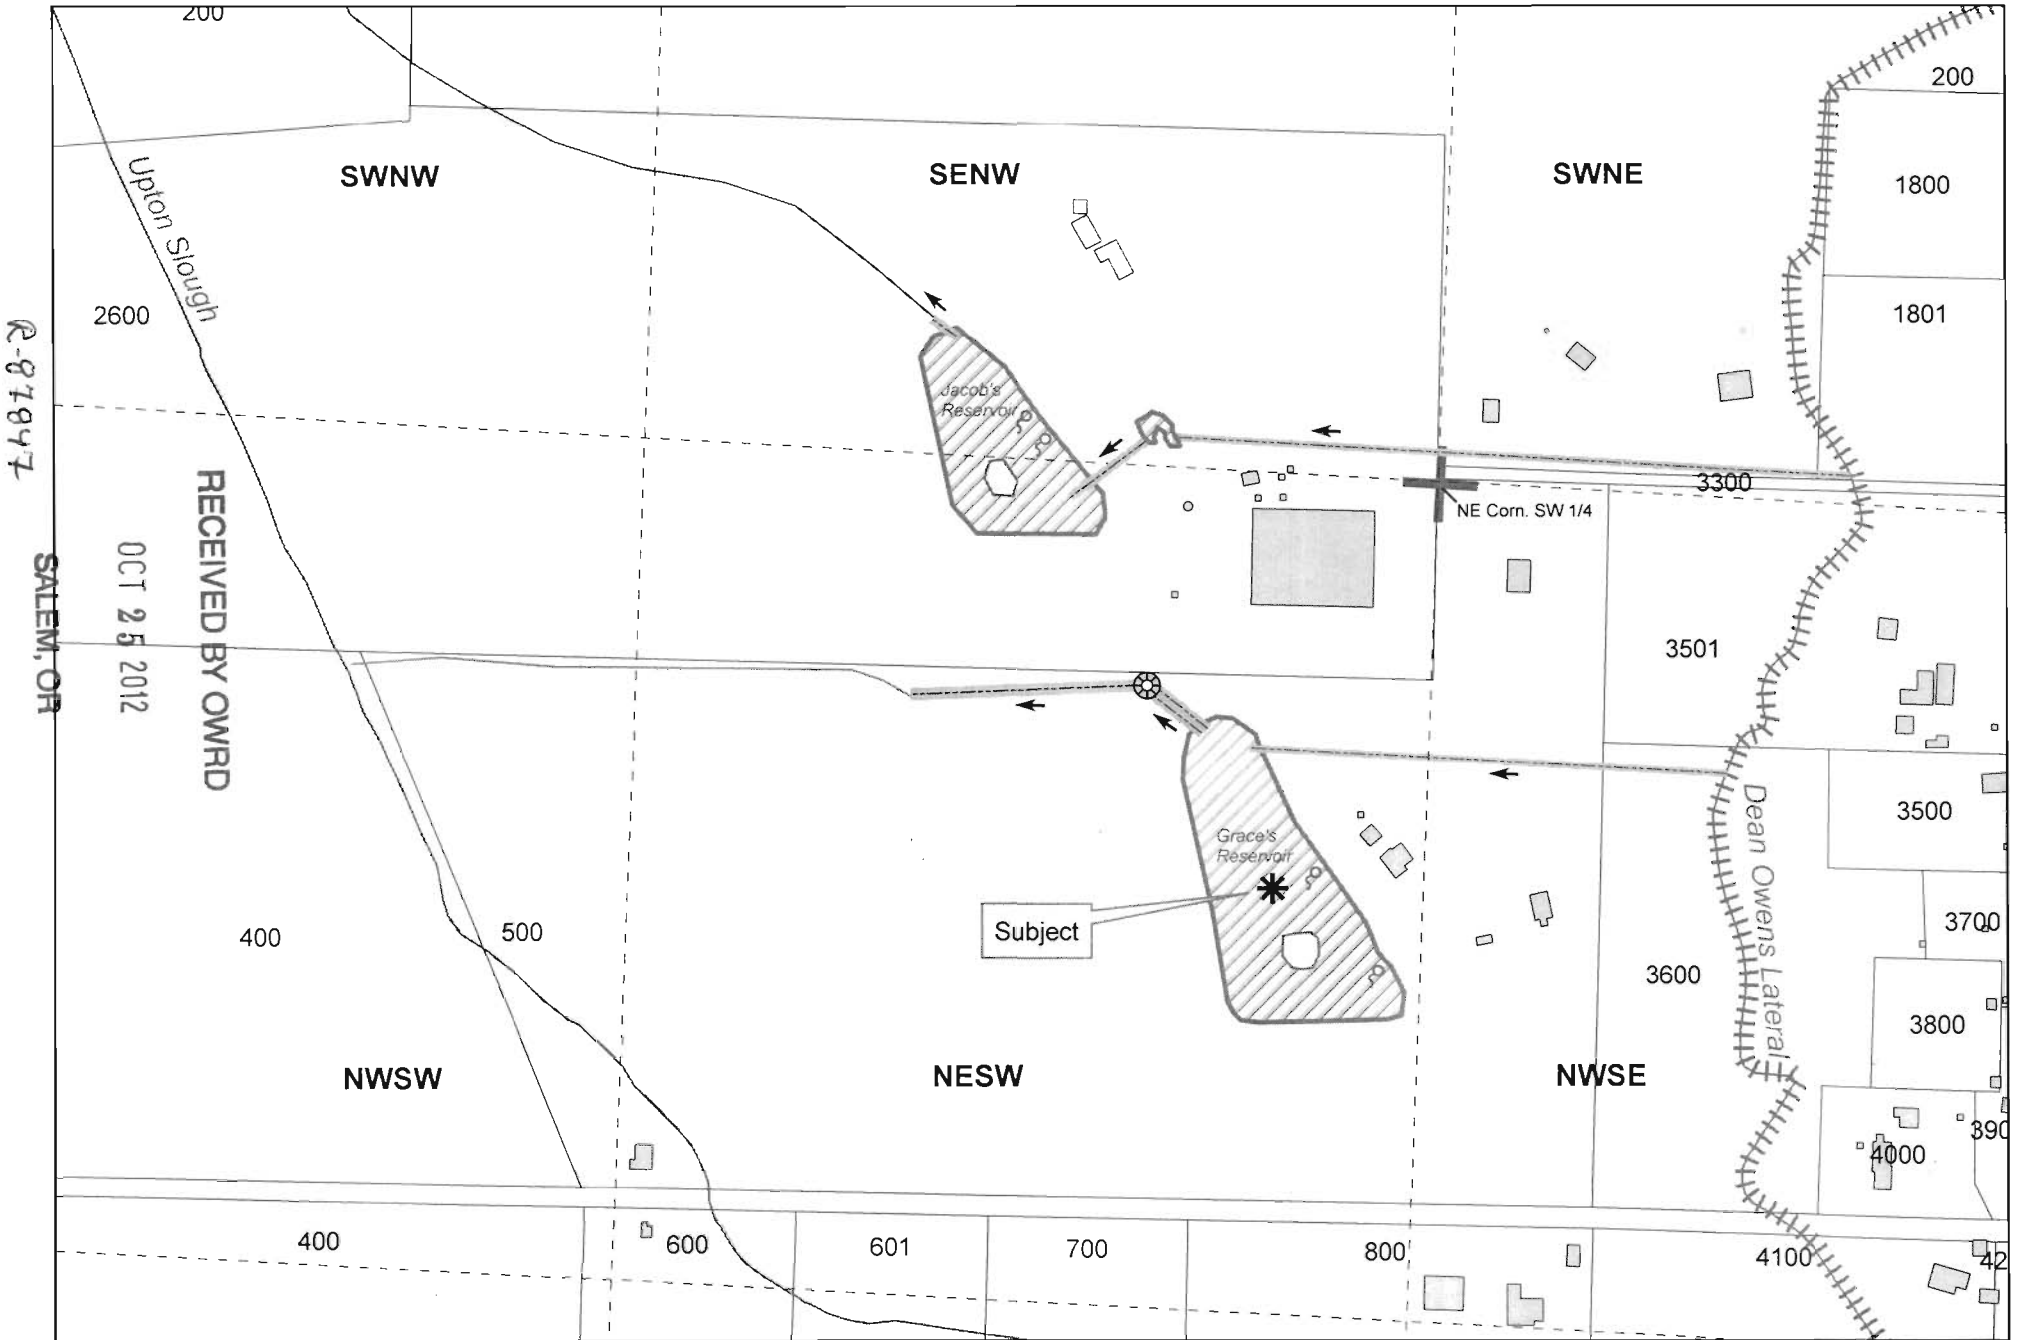 200
200
SWNW
SENW
SWNE
1800
Upton Slough
2600
1801
R-87847
Jacob's
Reservoir
3300
NE Corn. SW 1/4
RECEIVED BY OWRD
OCT 25 2012
SALEM, OR
3501
Dean Owens Lateral
3500
Grace's
Reservoir
Subject
400
500
3700
3600
3800
NWSW
NESW
NWSE
390
4000
400
600
601
700
800
4100
42